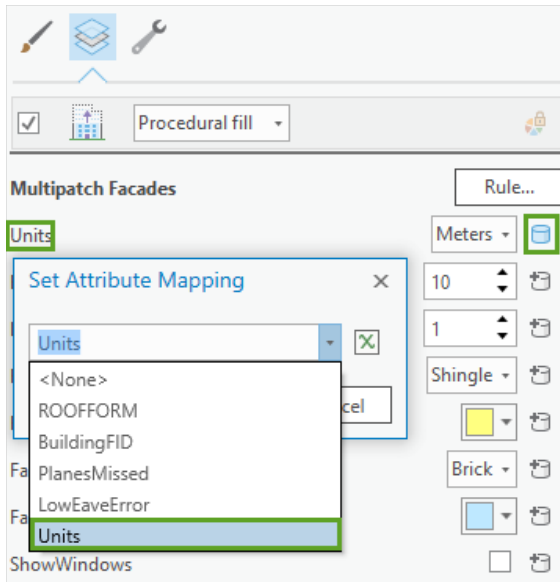 Procedural fill
Multipatch Facades
Rule...
Units
Meters
Set Attribute Mapping
10
Units
1
<None>
Shingle
ROOFFORM
cel
BuildingFID
Fa
PlanesMissed
Brick
LowEaveError
Fa
Units
ShowWindows